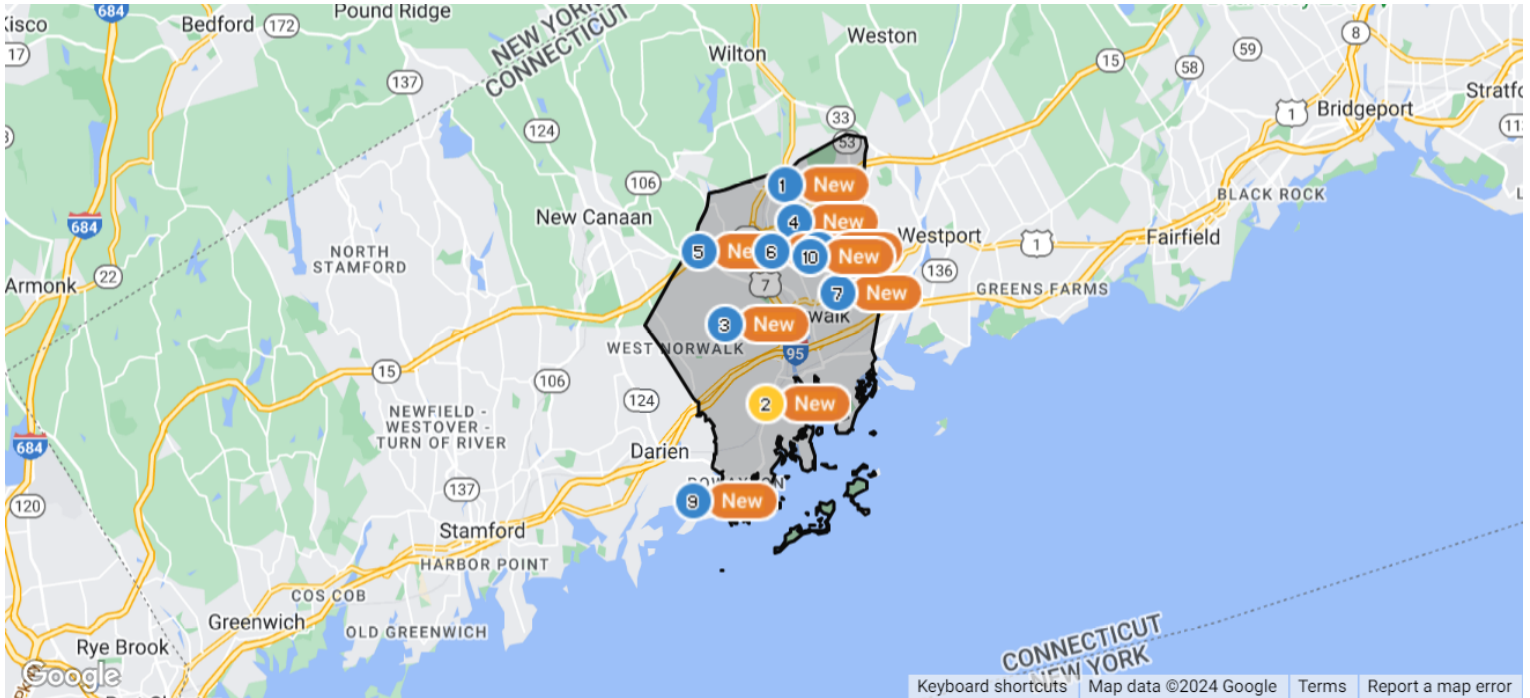 684
Pound Ridge
Kisco
Bedford
172
NEW YORK
CONNECTICUT
Weston
Wilton
17
137
15
59
8
58
1
Bridgeport
33
124
53
106
1
New
BLACK ROCK
New Canaan
4
New
684
Westport
1
Fairfield
NORTH
STAMFORD
5
6
10
New
136
22
Armonk
7
7
New
GREENS FARMS
3
New
WEST NORWALK
95
15
106
124
2
New
NEWFIELD -
WESTOVER -
TURN OF RIVER
684
Darien
137
9
New
120
Stamford
HARBOR POINT
COS COB
Greenwich
OLD GREENWICH
CONNECTICUT
NEW YORK
Rye Brook
Google
Keyboard shortcuts
Map data ©2024 Google
Terms
Report a map error